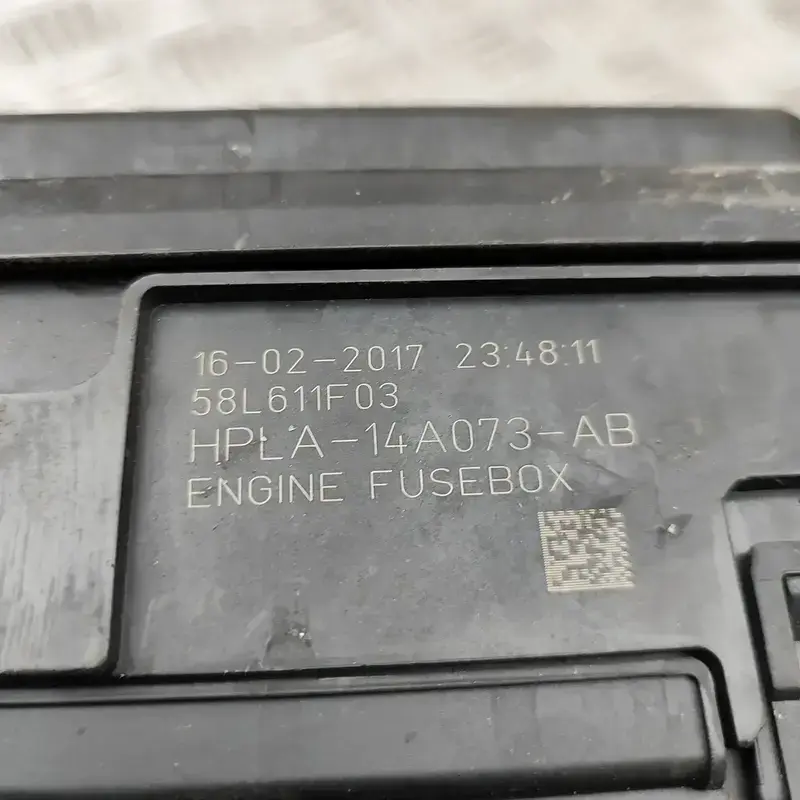 16-02-2017 23:48:11
58L611F03
HPLA-14A073-AB
ENGINE FUSEBOX